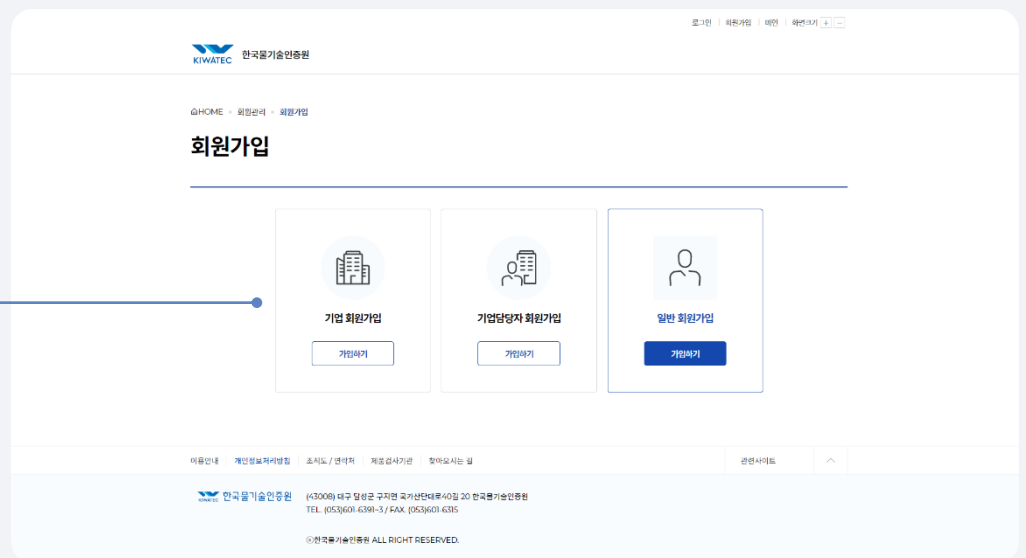 로그인 회원가입 메인 화면크기 + -
KIWATEC 한국물기술인증원
HOME 회원관리 회원가입
회원가입
기업 회원가입
가입하기
기업담당자 회원가입
가입하기
일반 회원가입
가입하기
이용안내 개인정보처리방침 조직도 / 연락처 제품검사기관 찾아오시는 길 관련사이트
KIWATEC 한국물기술인증원
(43008) 대구 달성군 구지면 국가산단대로40길 20 한국물기술인증원
TEL. (053)601-6391~3 / FAX. (053)601-6315
ⓒ한국물기술인증원 ALL RIGHT RESERVED.